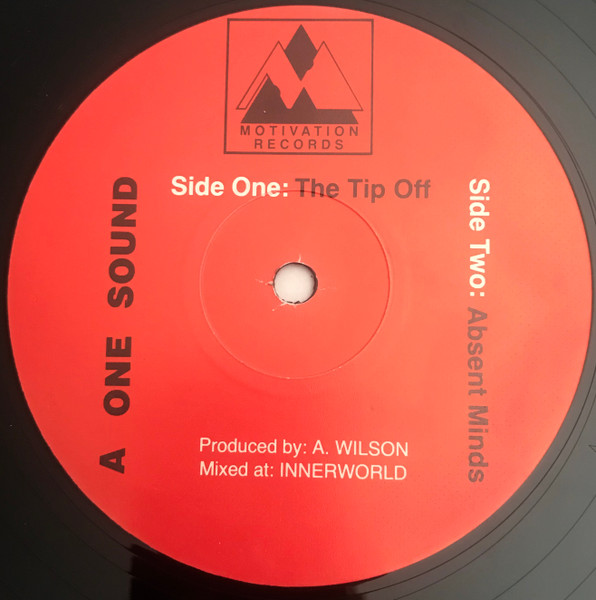 MOTIVATION
RECORDS
Side One: The Tip Off
Side Two: Absent Minds
A ONE SOUND
Produced by: A. WILSON
Mixed at: INNERWORLD